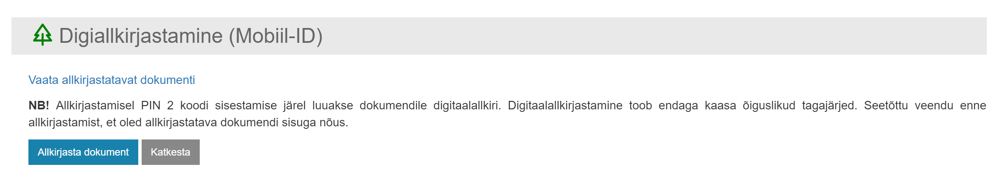 Digiallkirjastamine (Mobiil-ID)
Vaata allkirjastatavat dokumenti
NB! Allkirjastamisel PIN 2 koodi sisestamise järel luuakse dokumendile digitaalallkiri. Digitaalallkirjastamine toob endaga kaasa õiguslikud tagajärjed. Seetõttu veendu enne
allkirjastamist, et oled allkirjastatava dokumendi sisuga nõus.
Allkirjasta dokument Katkesta